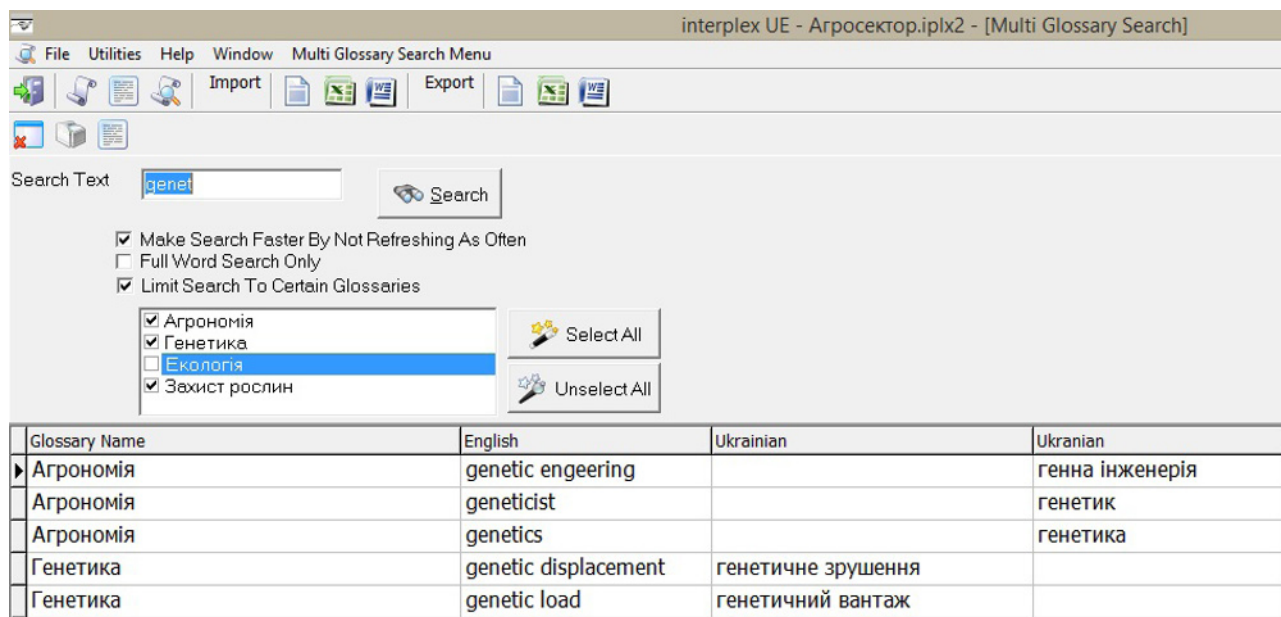 interplex UE - Агросектор.iplx2 - [Multi Glossary Search]
File Utilities Help Window Multi Glossary Search Menu
Import Export
Search Text genet Search
Make Search Faster By Not Refreshing As Often
Full Word Search Only
Limit Search To Certain Glossaries
Агрономія
Генетика
Екологія
Захист рослин
Select All
Unselect All
Glossary Name English Ukrainian Ukranian
Агрономія genetic engeering генна інженерія
Агрономія geneticist генетик
Агрономія genetics генетика
Генетика genetic displacement генетичне зрушення
Генетика genetic load генетичний вантаж